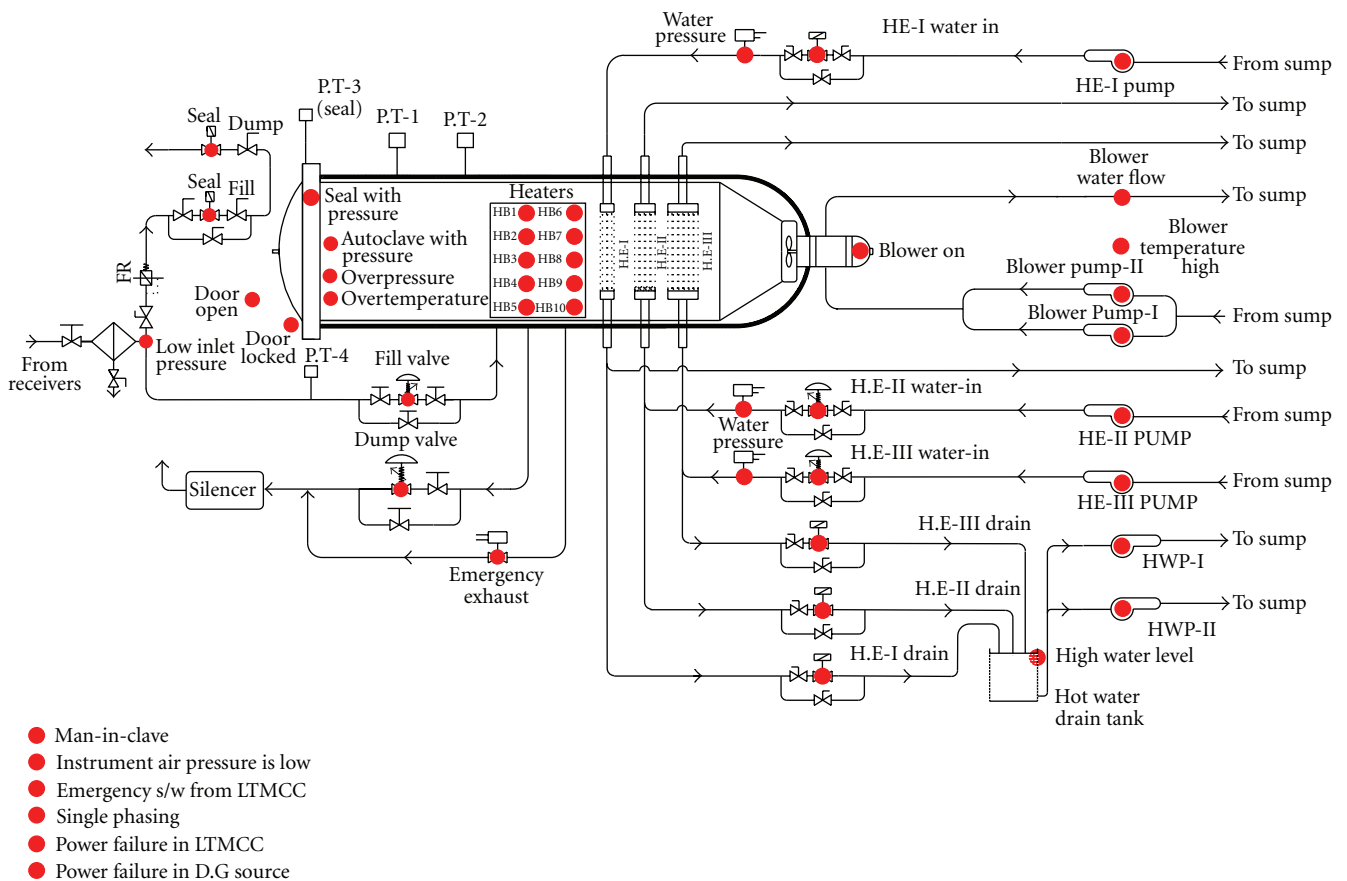 Water
pressure
HE-I water in
From sump
HE-I pump
To sump
To sump
P.T-3
(seal)
P.T-1
P.T-2
Seal
Dump
Seal
Fill
FR
Seal with
pressure
Autoclave with
pressure
Overpressure
Overtemperature
Heaters
HB1
HB6
HB2
HB7
HB3
HB8
HB4
HB9
HB5
HB10
H.E-I
H.E-II
H.E-III
Blower
water flow
To sump
Blower on
Blower
temperature
high
Blower pump-II
Blower Pump-I
From sump
Door
open
Door
locked
Low inlet
pressure
From
receivers
P.T-4
Fill valve
Dump valve
To sump
H.E-II water-in
From sump
Water
pressure
HE-II PUMP
H.E-III water-in
From sump
HE-III PUMP
Silencer
Emergency
exhaust
H.E-III drain
To sump
HWP-I
H.E-II drain
To sump
HWP-II
H.E-I drain
High water level
Hot water
drain tank
Man-in-clave
Instrument air pressure is low
Emergency s/w from LTMCC
Single phasing
Power failure in LTMCC
Power failure in D.G source